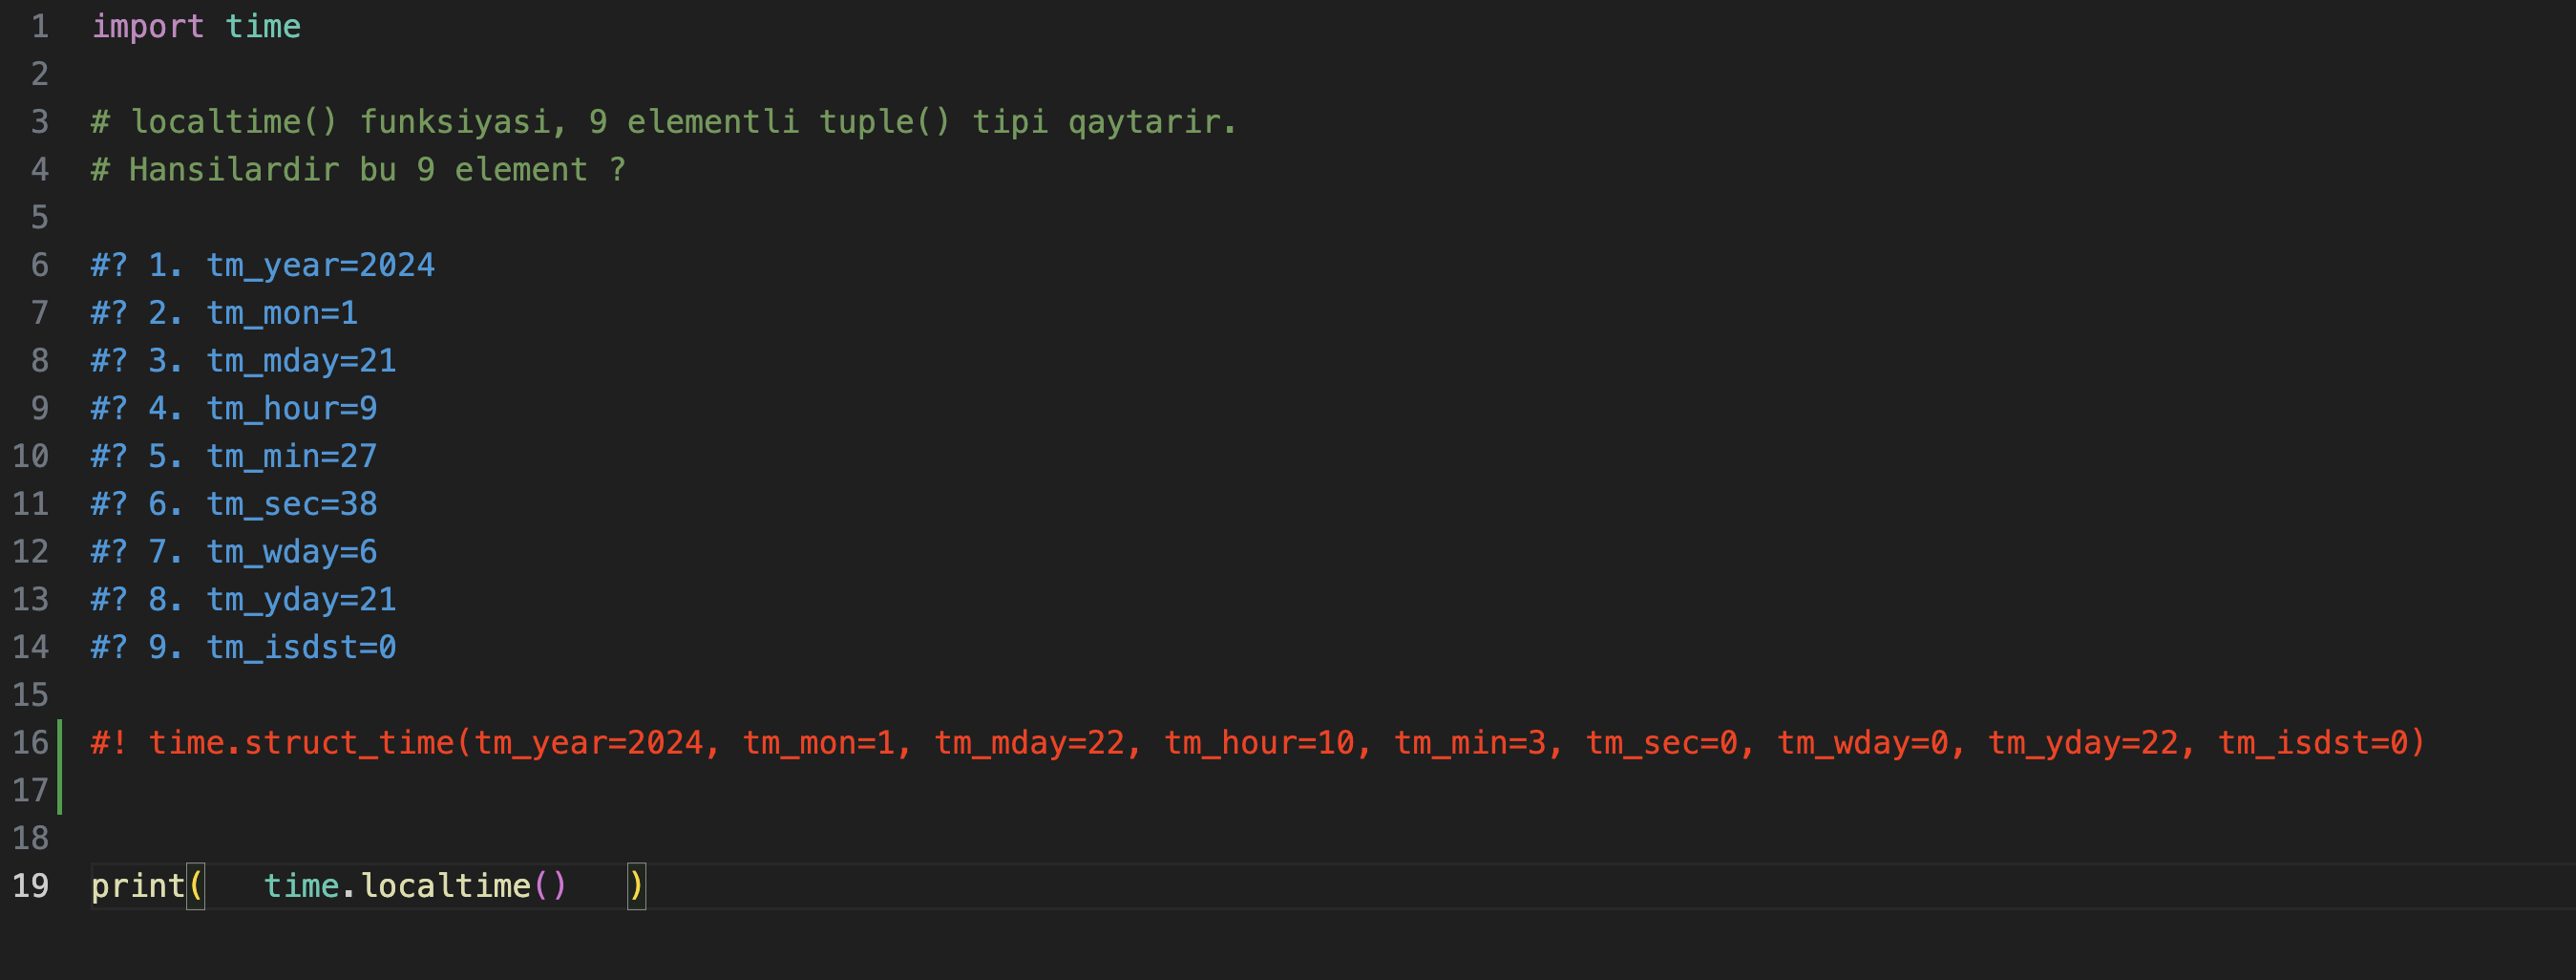 1 import time
2
3 # localtime() funksiyasi, 9 elementli tuple() tipi qaytarir.
4 # Hansilardir bu 9 element ?
5
6 #? 1. tm_year=2024
7 #? 2. tm_mon=1
8 #? 3. tm_mday=21
9 #? 4. tm_hour=9
10 #? 5. tm_min=27
11 #? 6. tm_sec=38
12 #? 7. tm_wday=6
13 #? 8. tm_yday=21
14 #? 9. tm_isdst=0
15
16 #! time.struct_time(tm_year=2024, tm_mon=1, tm_mday=22, tm_hour=10, tm_min=3, tm_sec=0, tm_wday=0, tm_yday=22, tm_isdst=0)
17
18
19 print(   time.localtime()   )